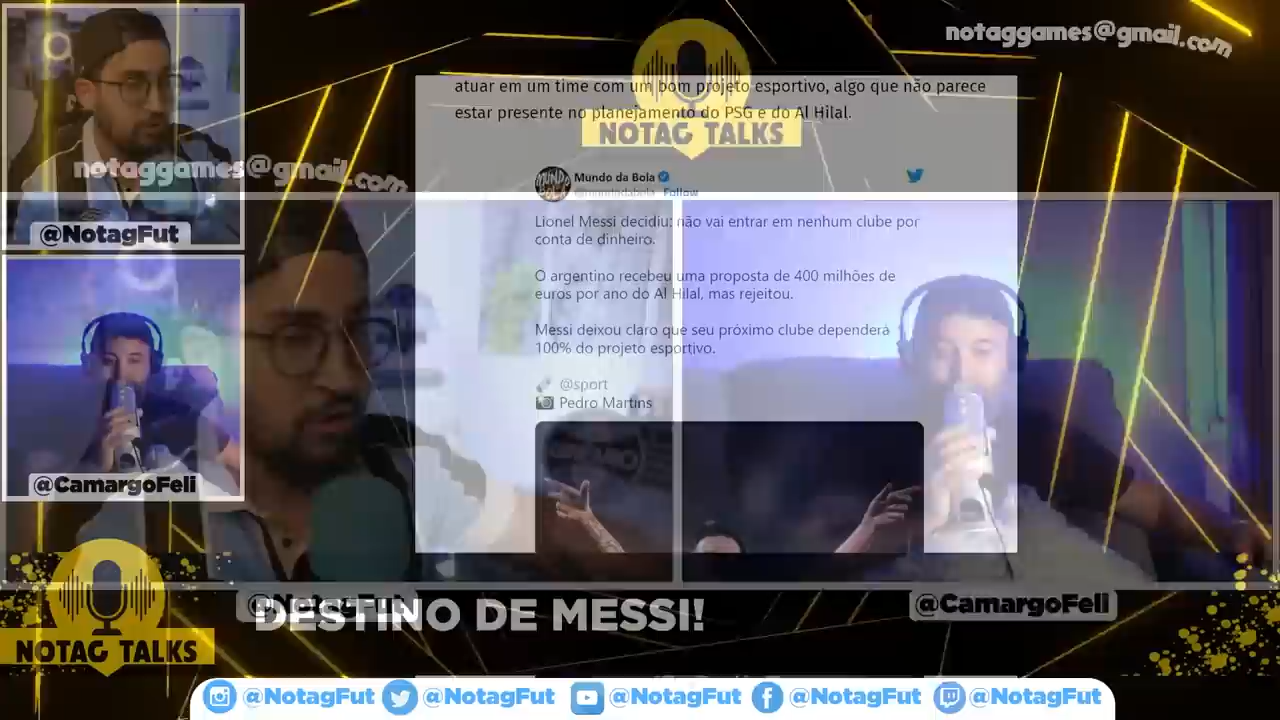 notaggames@gmail.com
atuar em um time com um bom projeto esportivo, algo que não parece
estar presente no planejamento do PSG e do Al Hilal.
NOTAG TALKS
notaggames@gmail.com
Mundo da Bola
@mundodabola Follow
@NotagFut
Lionel Messi decidiu: não vai entrar em nenhum clube por
conta de dinheiro.
O argentino recebeu uma proposta de 400 milhões de
euros por ano do Al Hilal, mas rejeitou.
Messi deixou claro que seu próximo clube dependerá
100% do projeto esportivo.
@sport
Pedro Martins
@CamargoFeli
@NotagFut
@CamargoFeli
DESTINO DE MESSI!
NOTAG TALKS
@NotagFut @NotagFut @NotagFut @NotagFut @NotagFut